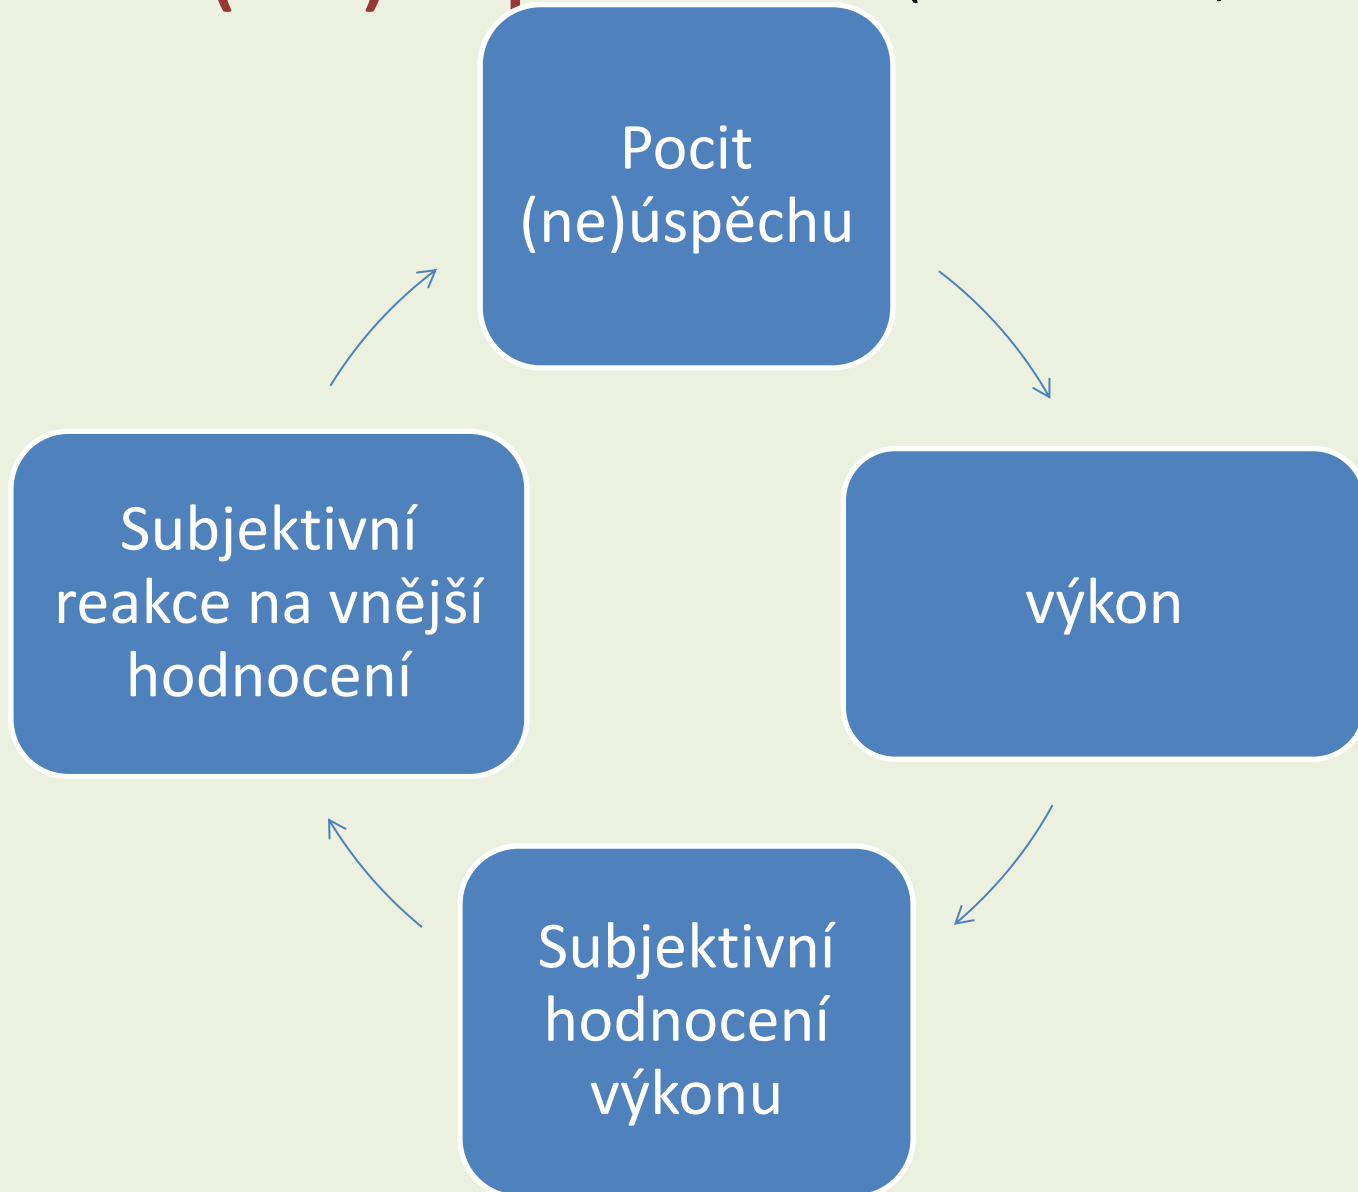 Pocit
(ne)úspěchu
výkon
Subjektivní
hodnocení
výkonu
Subjektivní
reakce na vnější
hodnocení